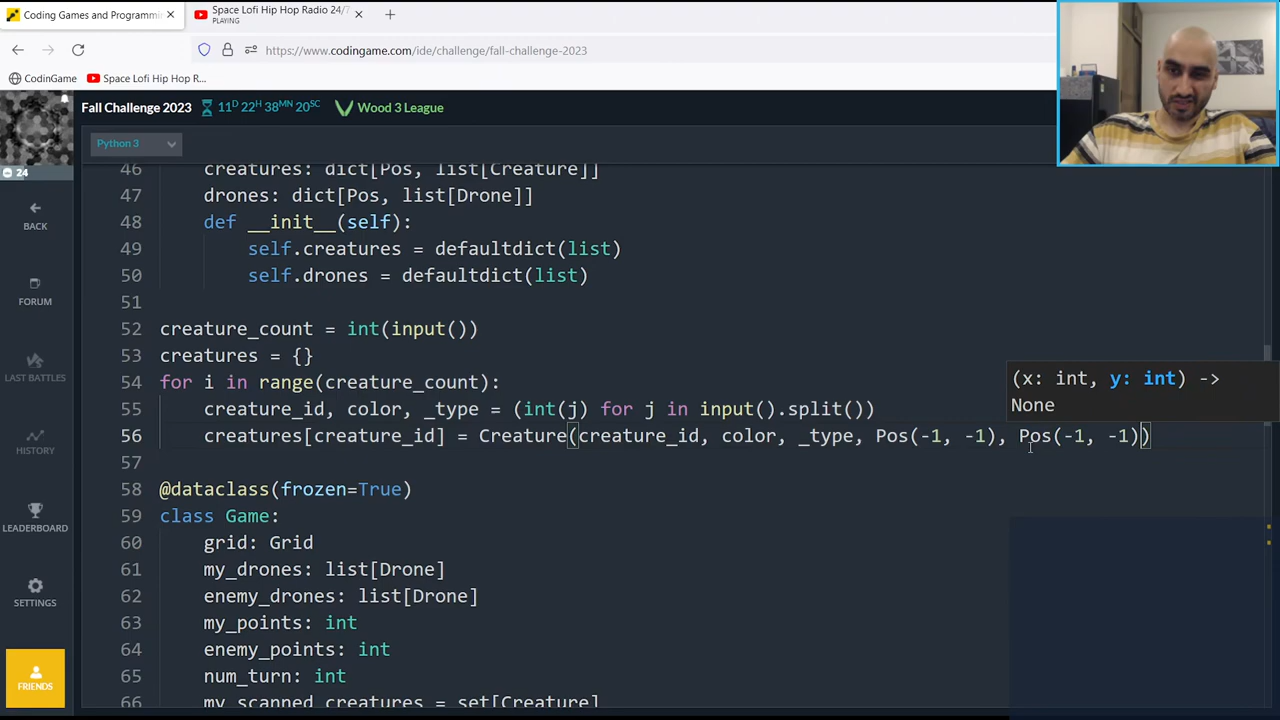 Coding Games and Programmi
Space Lofi Hip Hop Radio 24/7
PLAYING
https://www.codingame.com/ide/challenge/fall-challenge-2023
CodinGame
Space Lofi Hip Hop R...
Fall Challenge 2023
11D 22H 38MN 20SC
Wood 3 League
Python 3
24
BACK
FORUM
LAST BATTLES
HISTORY
LEADERBOARD
SETTINGS
FRIENDS
46 creatures: dict[Pos, list[Creature]]
47 drones: dict[Pos, list[Drone]]
48 def __init__(self):
49 self.creatures = defaultdict(list)
50 self.drones = defaultdict(list)
51
52 creature_count = int(input())
53 creatures = {}
54 for i in range(creature_count):
55 creature_id, color, _type = (int(j) for j in input().split())
56 creatures[creature_id] = Creature(creature_id, color, _type, Pos(-1, -1), Pos(-1, -1))
57
58 @dataclass(frozen=True)
59 class Game:
60 grid: Grid
61 my_drones: list[Drone]
62 enemy_drones: list[Drone]
63 my_points: int
64 enemy_points: int
65 num_turn: int
66 my_scanned_creatures = set[Creature]
(x: int, y: int) ->
None